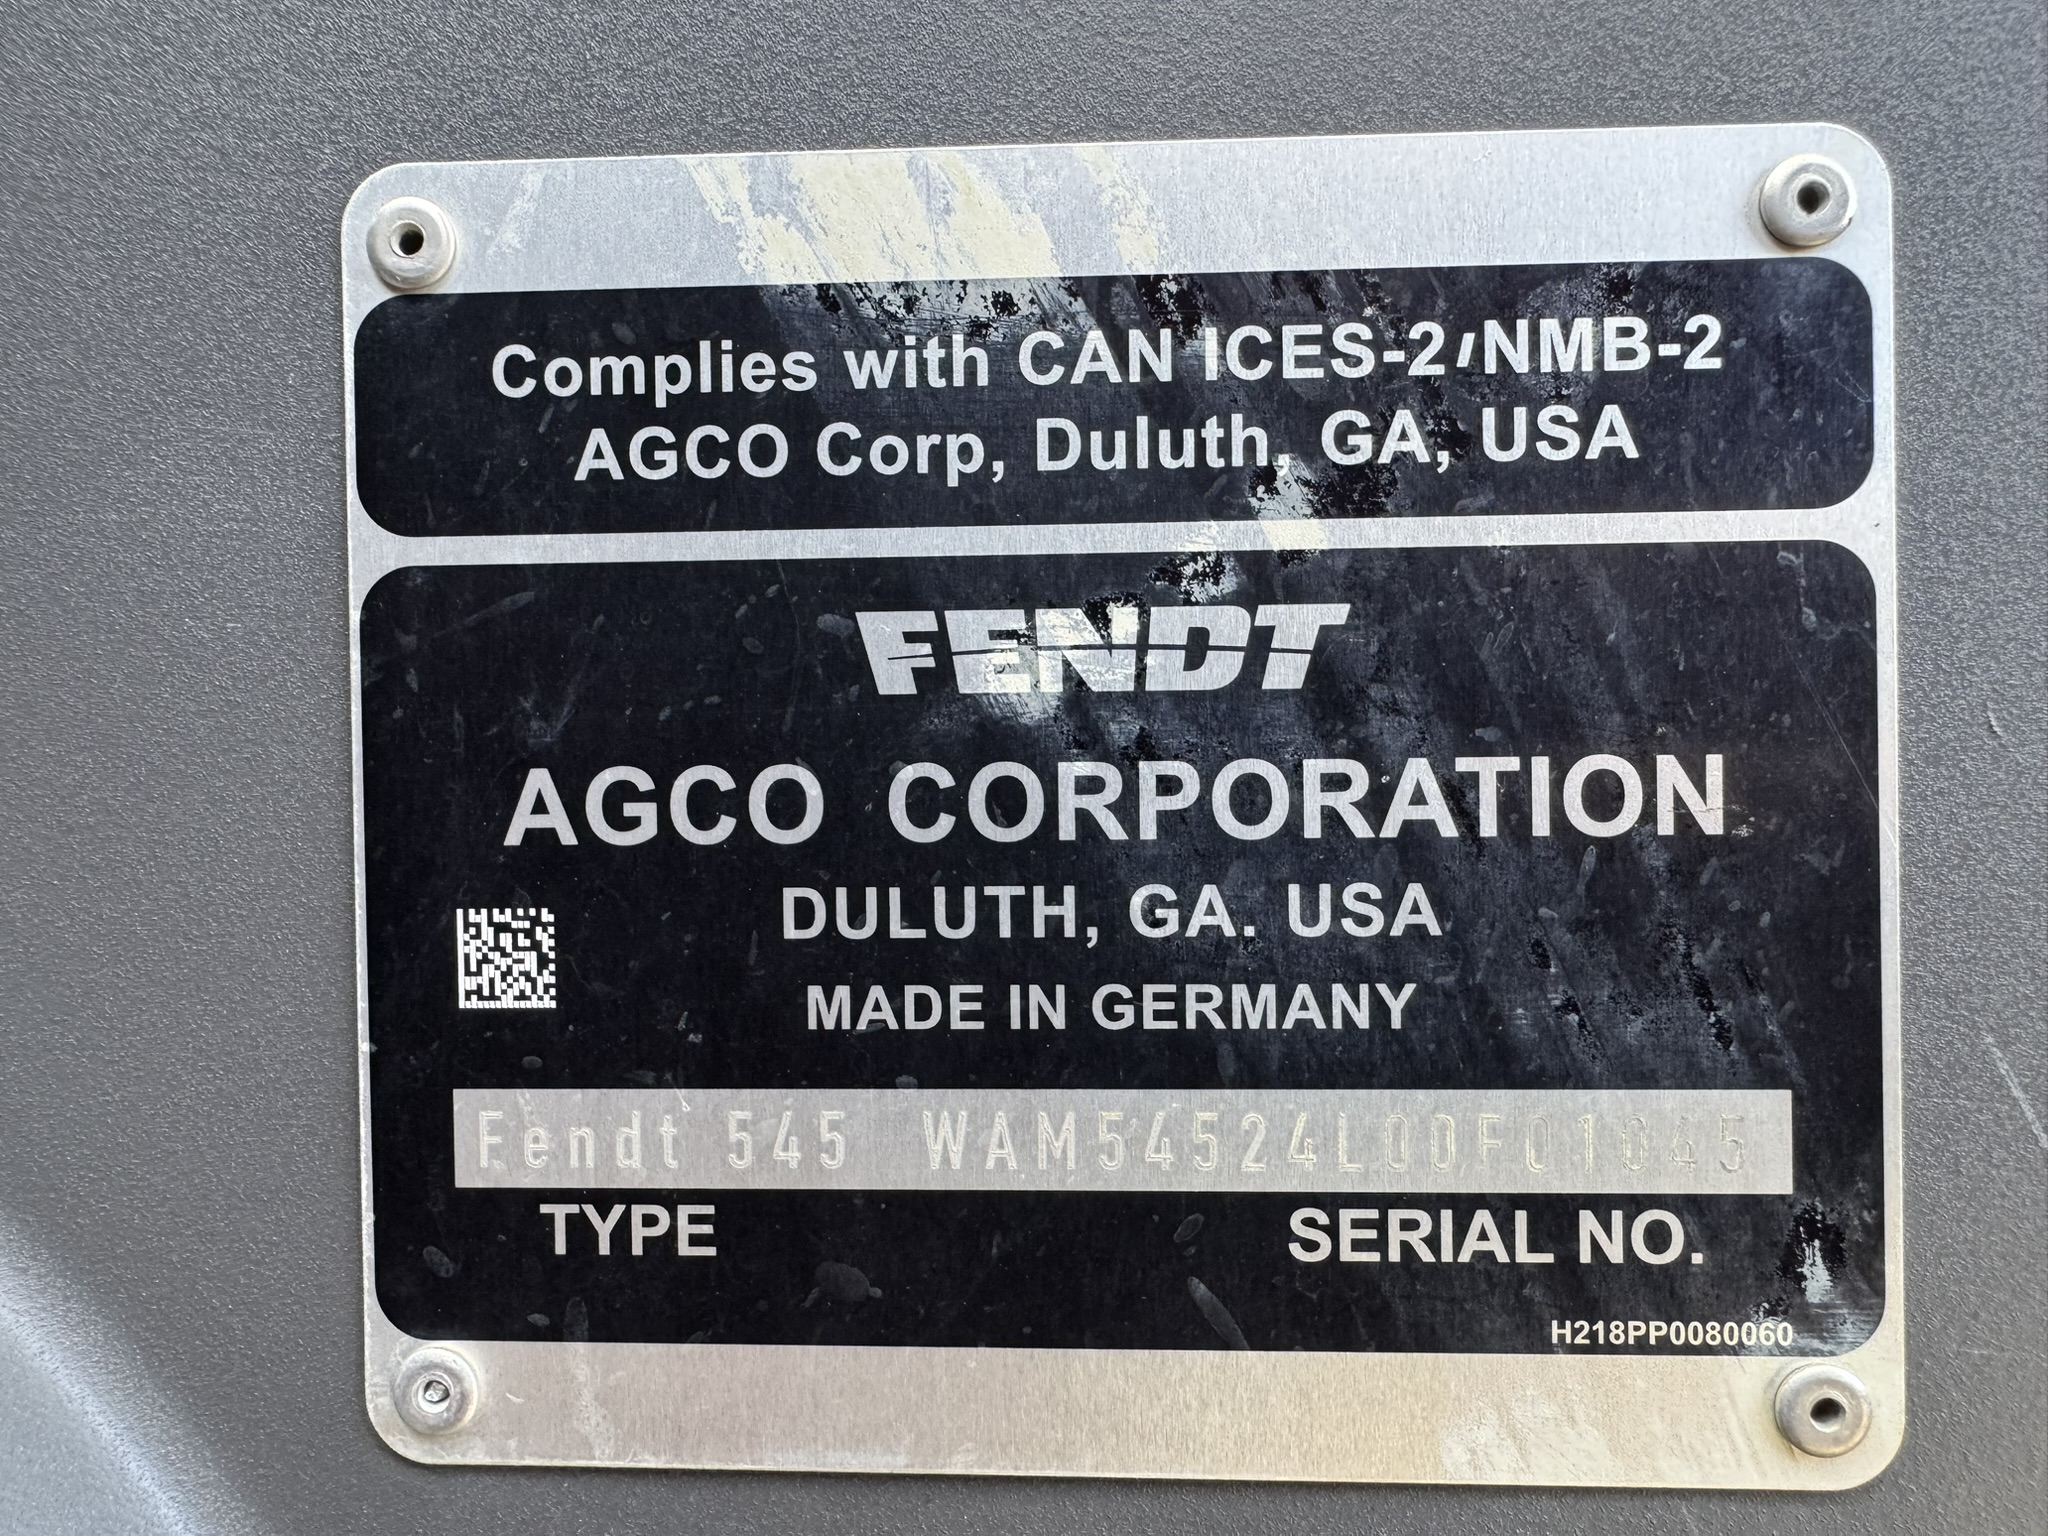 Complies with CAN ICES-2/NMB-2
AGCO Corp, Duluth, GA, USA
FENDT
AGCO CORPORATION
DULUTH, GA. USA
MADE IN GERMANY
Fendt 545 WAM54524L00F01045
TYPE SERIAL NO.
H218PP0080060